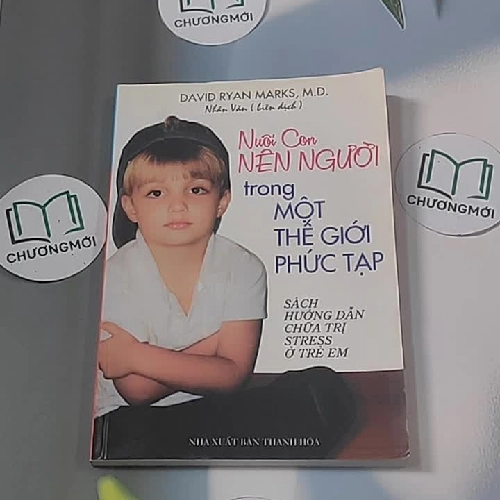 CHƯƠNGMỚI
DAVID RYAN MARKS, M.D.
Nhân Văn (biên dịch)
Nuôi Con
NÊN NGƯỜI
trong
MỘT
THẾ GIỚI
PHỨC TẠP
CHƯƠNGMỚI
CHƯƠNGMỚI
SÁCH
HƯỚNG DẪN
CHỮA TRỊ
STRESS
Ở TRẺ EM
NHÀ XUẤT BẢN THANH HÓA